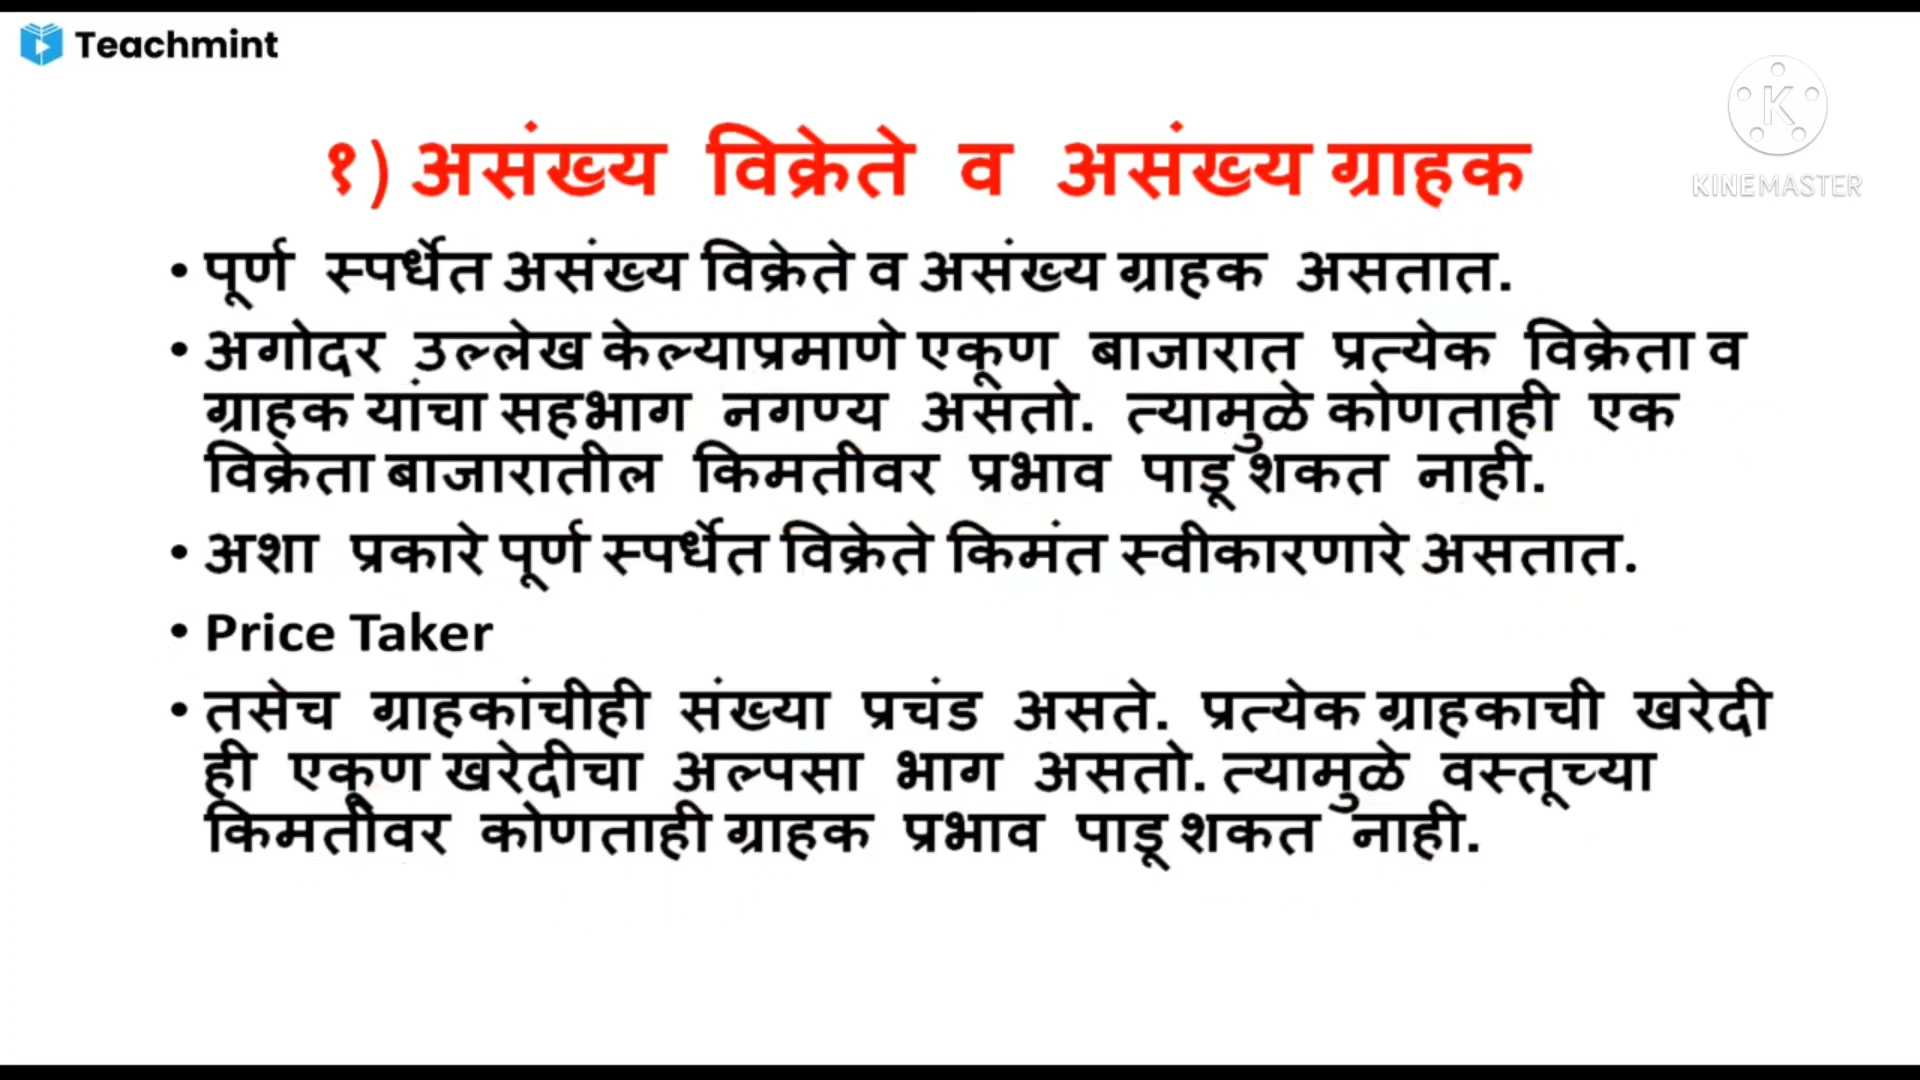 Teachmint
KINEMASTER
१) असंख्य विक्रेते व असंख्य ग्राहक
• पूर्ण स्पर्धेत असंख्य विक्रेते व असंख्य ग्राहक असतात.
• अगोदर उल्लेख केल्याप्रमाणे एकूण बाजारात प्रत्येक विक्रेता व
ग्राहक यांचा सहभाग नगण्य असतो. त्यामुळे कोणताही एक
विक्रेता बाजारातील किमतीवर प्रभाव पाडू शकत नाही.
• अशा प्रकारे पूर्ण स्पर्धेत विक्रेते किमंत स्वीकारणारे असतात.
• Price Taker
• तसेच ग्राहकांचीही संख्या प्रचंड असते. प्रत्येक ग्राहकाची खरेदी
ही एकूण खरेदीचा अल्पसा भाग असतो. त्यामुळे वस्तूच्या
किमतीवर कोणताही ग्राहक प्रभाव पाडू शकत नाही.